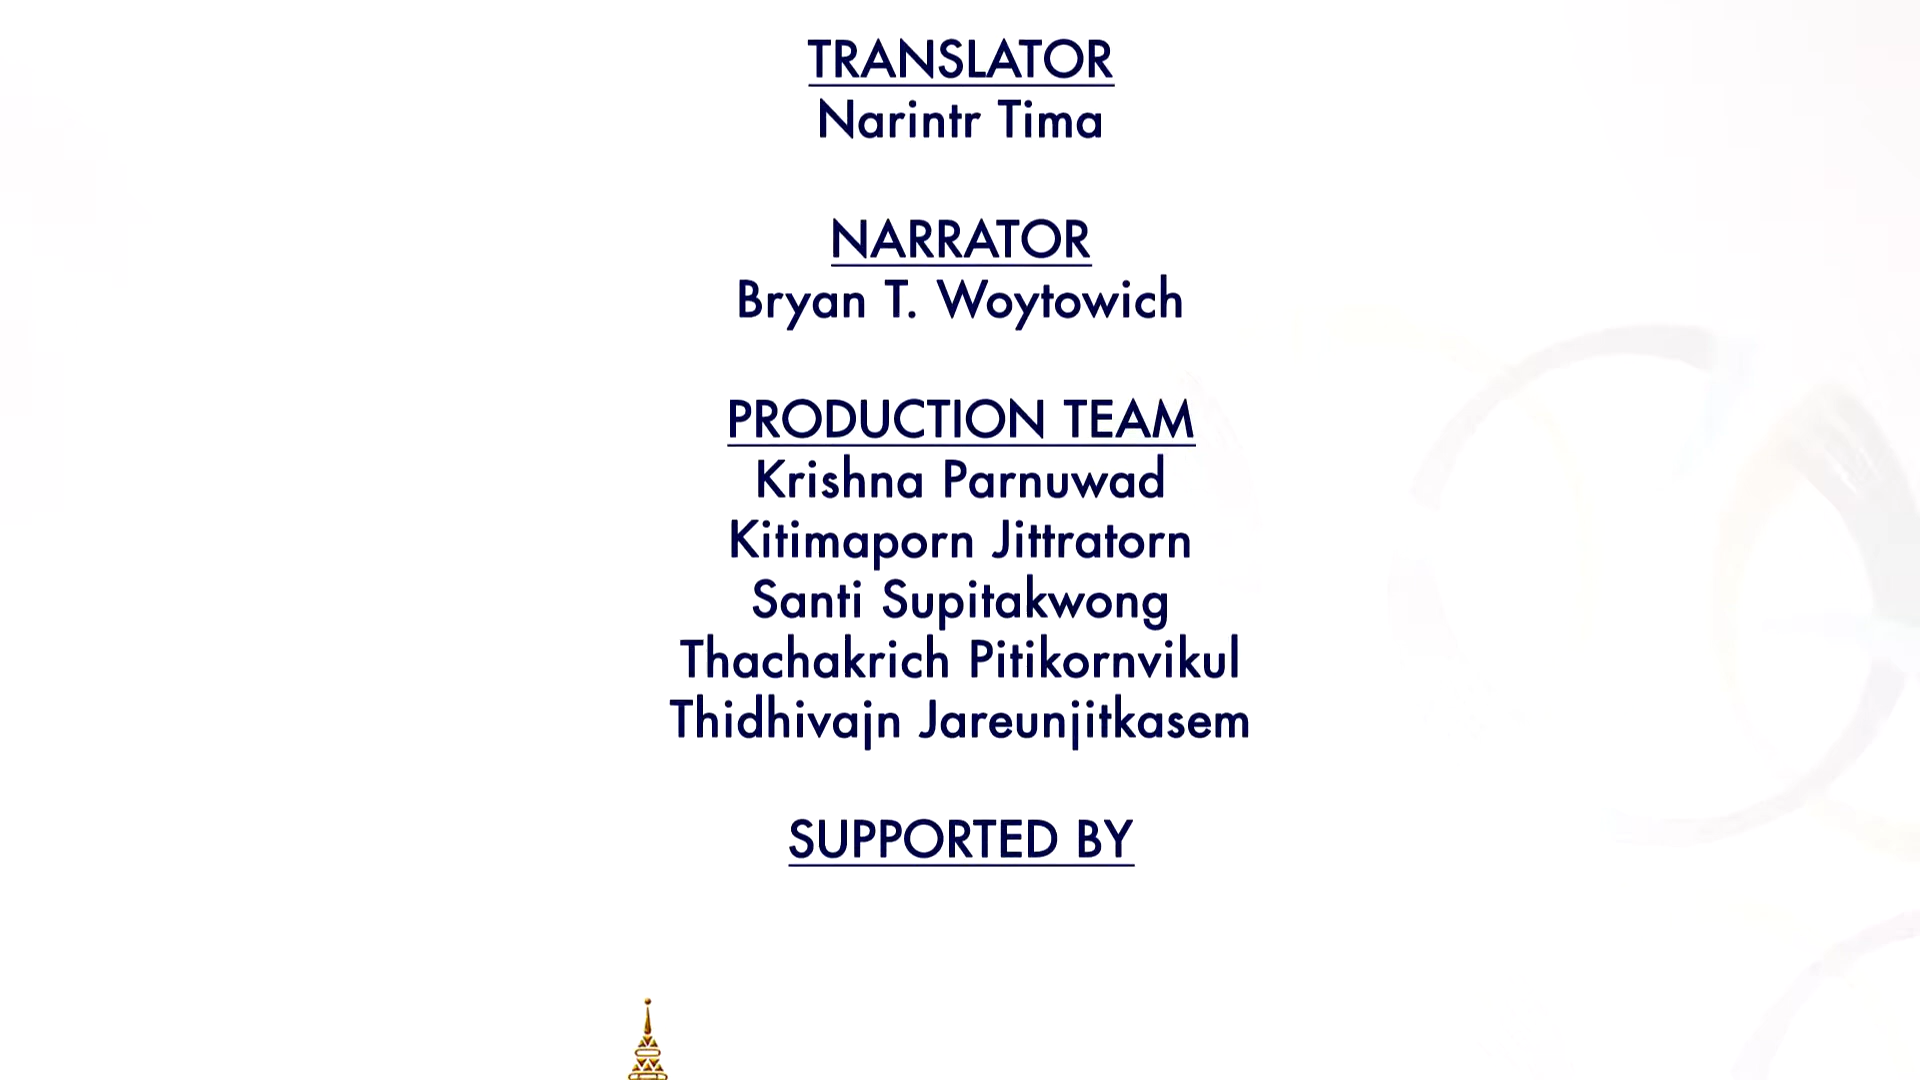 TRANSLATOR
Narintr Tima
NARRATOR
Bryan T. Woytowich
PRODUCTION TEAM
Krishna Parnuwad
Kitimaporn Jittratorn
Santi Supitakwong
Thachakrich Pitikornvikul
Thidhivajn Jareunjitkasem
SUPPORTED BY